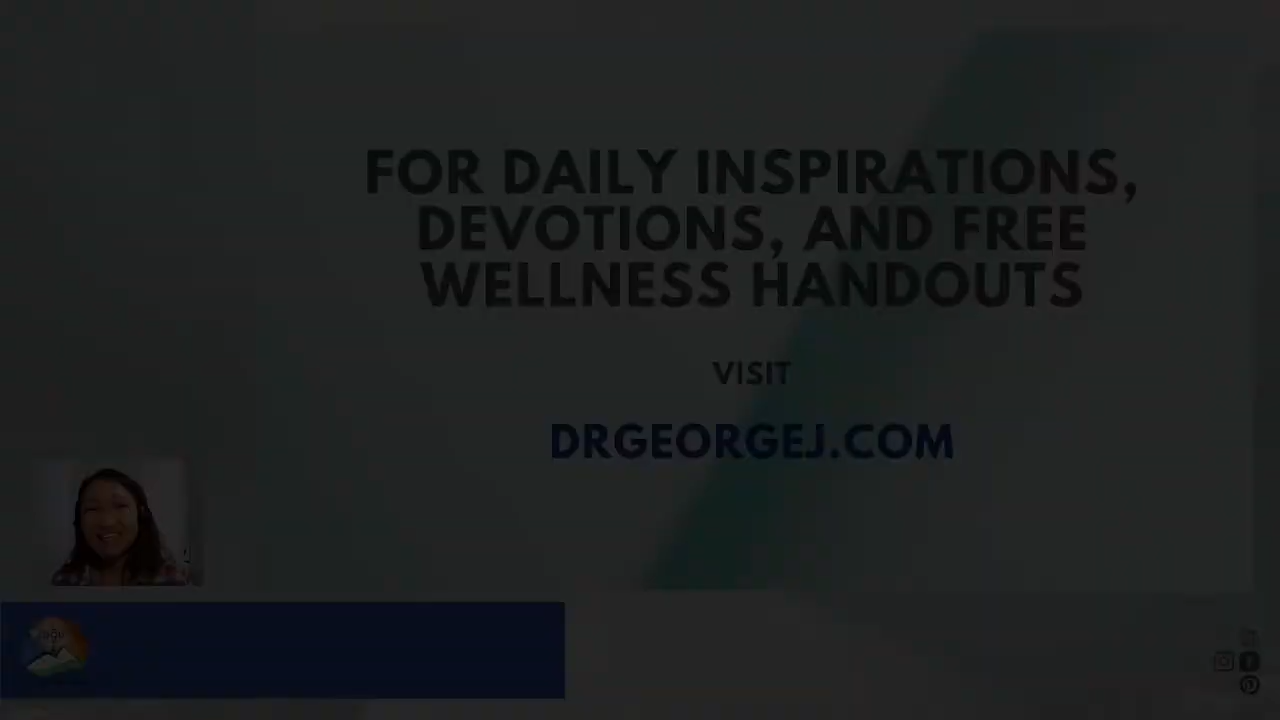 FOR DAILY INSPIRATIONS,
DEVOTIONS, AND FREE
WELLNESS HANDOUTS
VISIT
DRGEORGEJ.COM